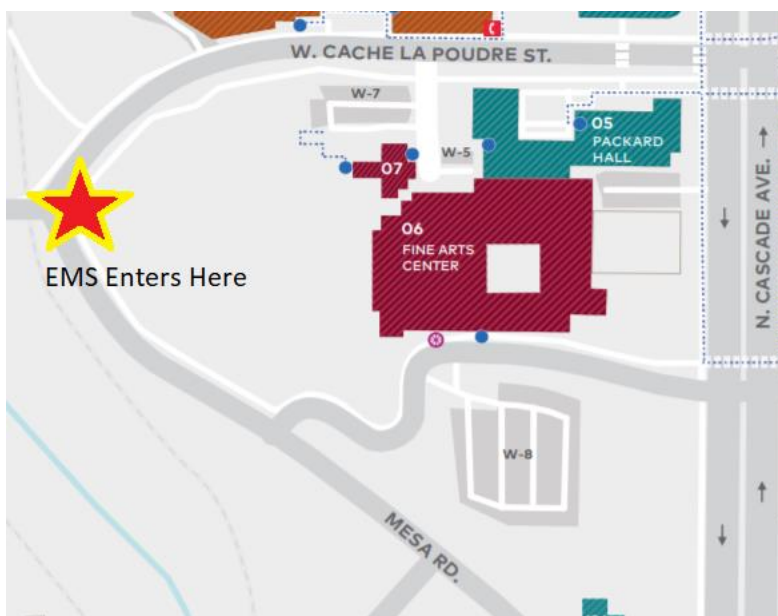 W. CACHE LA POUDRE ST.
W-7
05
PACKARD
HALL
W-5
07
06
FINE ARTS
CENTER
N. CASCADE AVE.
EMS Enters Here
W-8
MESA RD.